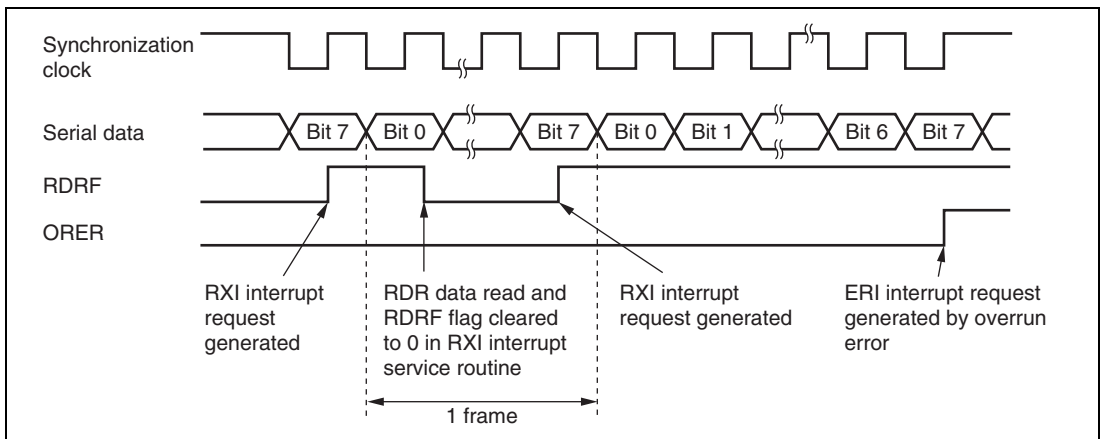 Synchronization
clock
Serial data
Bit 7 Bit 0 Bit 7 Bit 0 Bit 1 Bit 6 Bit 7
RDRF
ORER
RXI interrupt
request
generated
RDR data read and
RDRF flag cleared
to 0 in RXI interrupt
service routine
RXI interrupt
request generated
ERI interrupt request
generated by overrun
error
1 frame